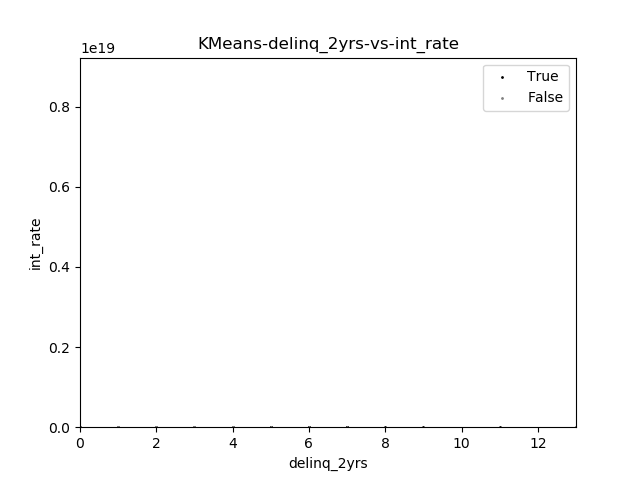 KMeans-delinq_2yrs-vs-int_rate
1e19
True
False
0.8
0.6
0.4
0.2
0.0
int_rate
0 2 4 6 8 10 12
delinq_2yrs